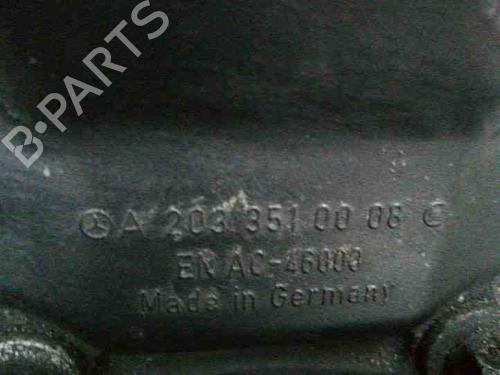 B-PARTS
A 203 351 00 08 C
EN AC-46000
Made in Germany